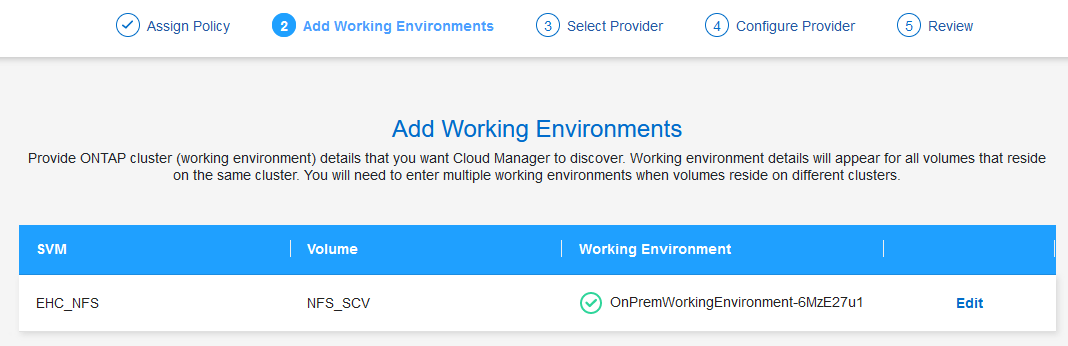 Assign Policy
2 Add Working Environments
3 Select Provider
4 Configure Provider
5 Review
Add Working Environments
Provide ONTAP cluster (working environment) details that you want Cloud Manager to discover. Working environment details will appear for all volumes that reside
on the same cluster. You will need to enter multiple working environments when volumes reside on different clusters.
SVM Volume Working Environment
EHC_NFS NFS_SCV OnPremWorkingEnvironment-6MzE27u1 Edit